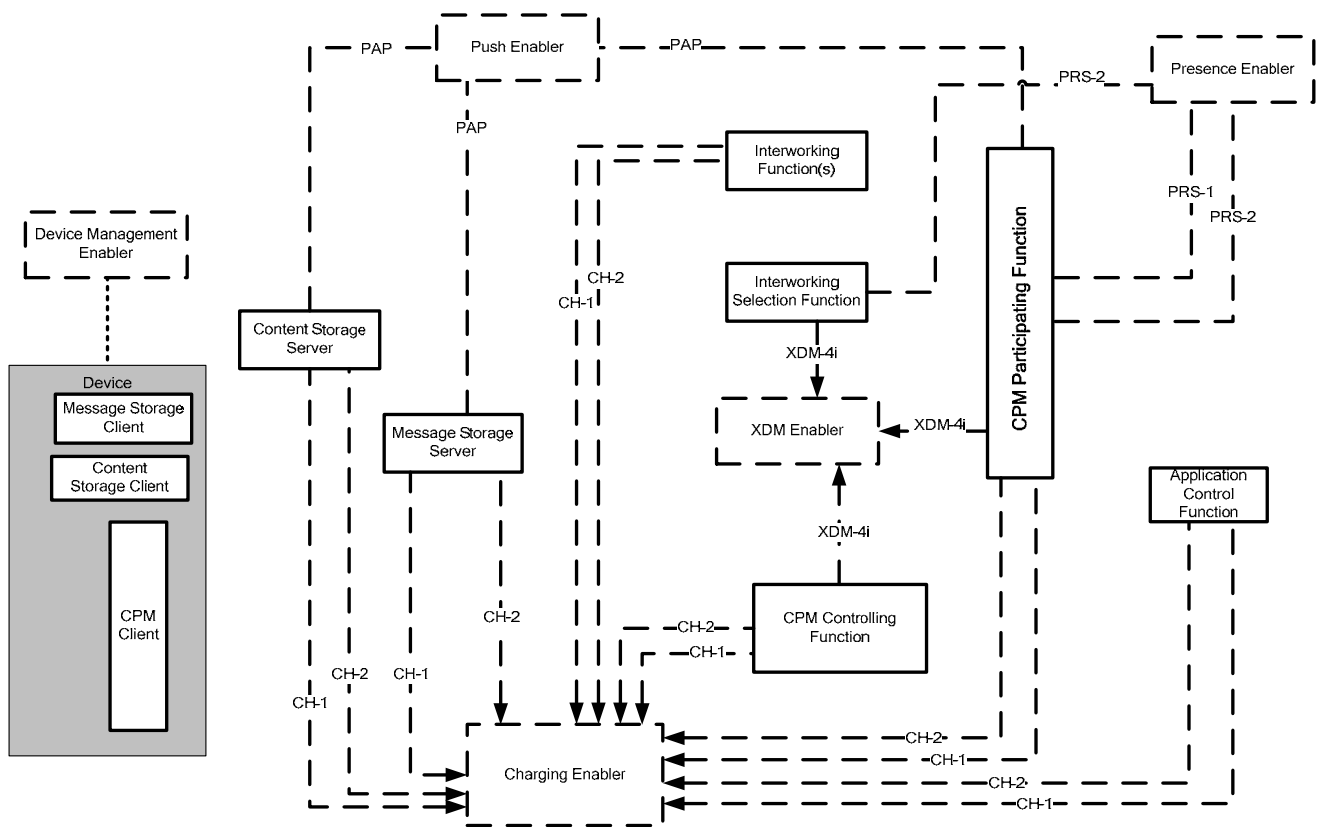 PAP
Push Enabler
PAP
Presence Enabler
PRS-2
PAP
Interworking
Function(s)
PRS-1
PRS-2
CPM Participating Function
Device Management
Enabler
CH-2
CH-1
Interworking
Selection Function
Content Storage
Server
XDM-4i
Device
Message Storage
Client
Message Storage
Server
XDM Enabler
XDM-4i
Content
Storage Client
Application
Control
Function
XDM-4i
CPM
Client
CH-2
CPM Controlling
Function
CH-2
CH-1
CH-1
CH-2
CH-1
CH-2
CH-1
Charging Enabler
CH-2
CH-1